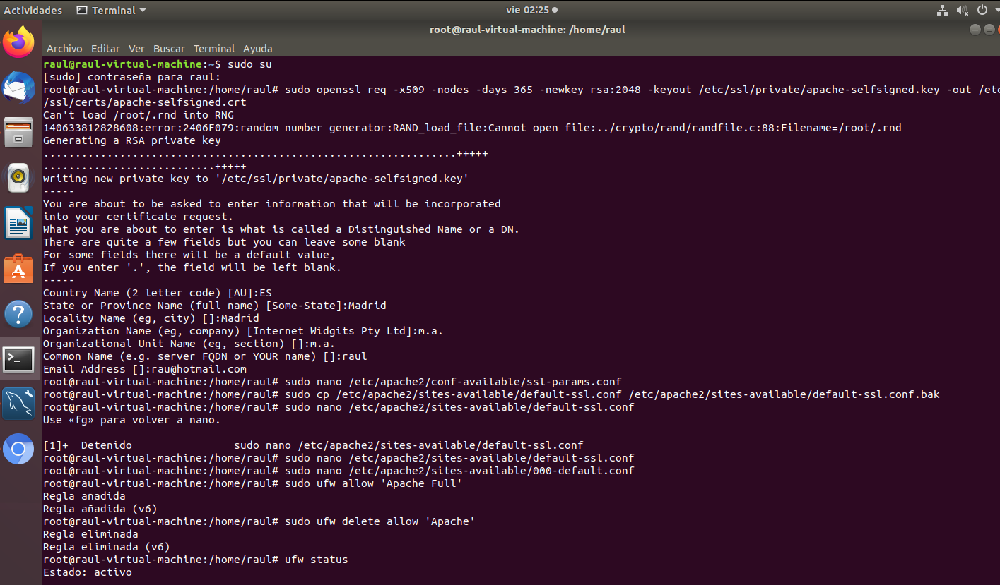 Actividades Terminal vie 02:25
root@raul-virtual-machine: /home/raul
Archivo Editar Ver Buscar Terminal Ayuda
raul@raul-virtual-machine:~$ sudo su
[sudo] contraseña para raul:
root@raul-virtual-machine:/home/raul# sudo openssl req -x509 -nodes -days 365 -newkey rsa:2048 -keyout /etc/ssl/private/apache-selfsigned.key -out /etc
/ssl/certs/apache-selfsigned.crt
Can't load /root/.rnd into RNG
140633812828608:error:2406F079:random number generator:RAND_load_file:Cannot open file:../crypto/rand/randfile.c:88:Filename=/root/.rnd
Generating a RSA private key
.................................................................+++++
...........................+++++
writing new private key to '/etc/ssl/private/apache-selfsigned.key'
-----
You are about to be asked to enter information that will be incorporated
into your certificate request.
What you are about to enter is what is called a Distinguished Name or a DN.
There are quite a few fields but you can leave some blank
For some fields there will be a default value,
If you enter '.', the field will be left blank.
-----
Country Name (2 letter code) [AU]:ES
State or Province Name (full name) [Some-State]:Madrid
Locality Name (eg, city) []:Madrid
Organization Name (eg, company) [Internet Widgits Pty Ltd]:m.a.
Organizational Unit Name (eg, section) []:m.a.
Common Name (e.g. server FQDN or YOUR name) []:raul
Email Address []:rau@hotmail.com
root@raul-virtual-machine:/home/raul# sudo nano /etc/apache2/conf-available/ssl-params.conf
root@raul-virtual-machine:/home/raul# sudo cp /etc/apache2/sites-available/default-ssl.conf /etc/apache2/sites-available/default-ssl.conf.bak
root@raul-virtual-machine:/home/raul# sudo nano /etc/apache2/sites-available/default-ssl.conf
Use «fg» para volver a nano.
[1]+  Detenido                sudo nano /etc/apache2/sites-available/default-ssl.conf
root@raul-virtual-machine:/home/raul# sudo nano /etc/apache2/sites-available/default-ssl.conf
root@raul-virtual-machine:/home/raul# sudo nano /etc/apache2/sites-available/000-default.conf
root@raul-virtual-machine:/home/raul# sudo ufw allow 'Apache Full'
Regla añadida
Regla añadida (v6)
root@raul-virtual-machine:/home/raul# sudo ufw delete allow 'Apache'
Regla eliminada
Regla eliminada (v6)
root@raul-virtual-machine:/home/raul# ufw status
Estado: activo